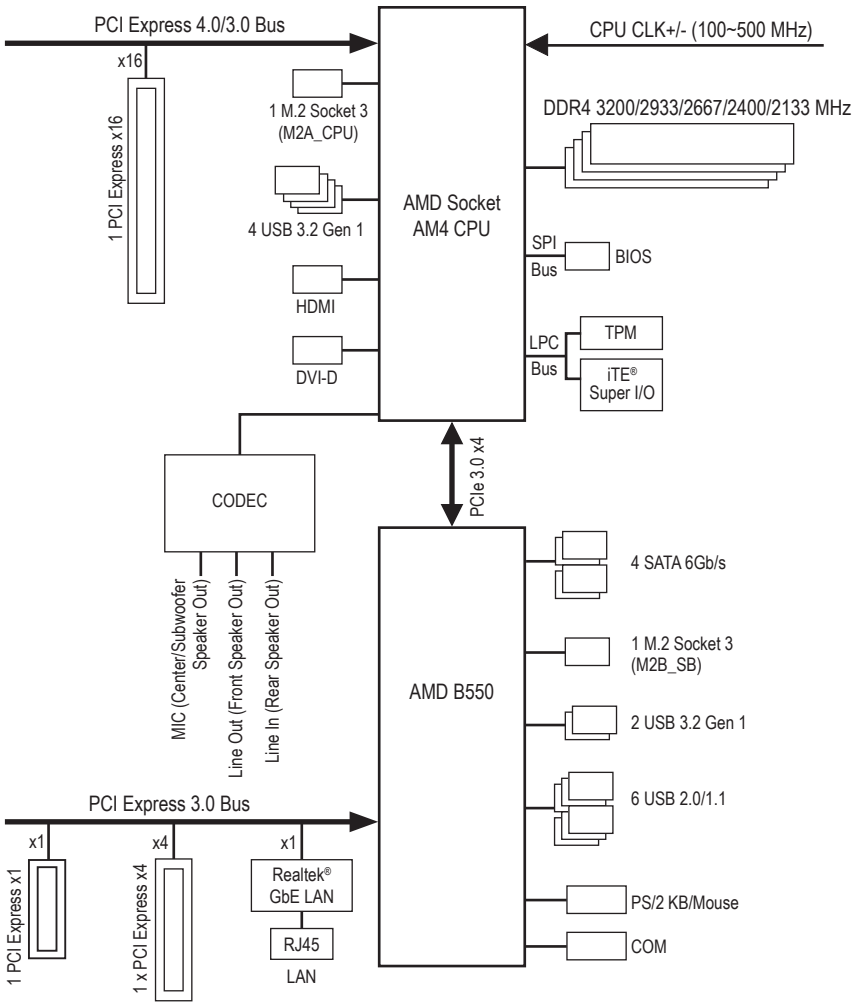 PCI Express 4.0/3.0 Bus
CPU CLK+/- (100~500 MHz)
x16
1 PCI Express x16
1 M.2 Socket 3
(M2A_CPU)
DDR4 3200/2933/2667/2400/2133 MHz
4 USB 3.2 Gen 1
AMD Socket
AM4 CPU
SPI
Bus
BIOS
HDMI
LPC
Bus
TPM
iTE®
Super I/O
DVI-D
PCIe 3.0 x4
CODEC
MIC (Center/Subwoofer
Speaker Out)
Line Out (Front Speaker Out)
Line In (Rear Speaker Out)
4 SATA 6Gb/s
1 M.2 Socket 3
(M2B_SB)
AMD B550
2 USB 3.2 Gen 1
6 USB 2.0/1.1
PCI Express 3.0 Bus
x1
x4
x1
1 PCI Express x1
1 x PCI Express x4
Realtek®
GbE LAN
RJ45
LAN
PS/2 KB/Mouse
COM